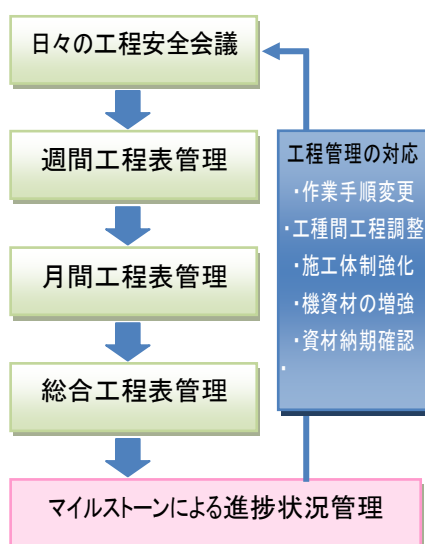 日々の工程安全会議
週間工程表管理
月間工程表管理
総合工程表管理
マイルストーンによる進捗状況管理
工程管理の対応
・作業手順変更
・工種間工程調整
・施工体制強化
・機資材の増強
・資材納期確認
・